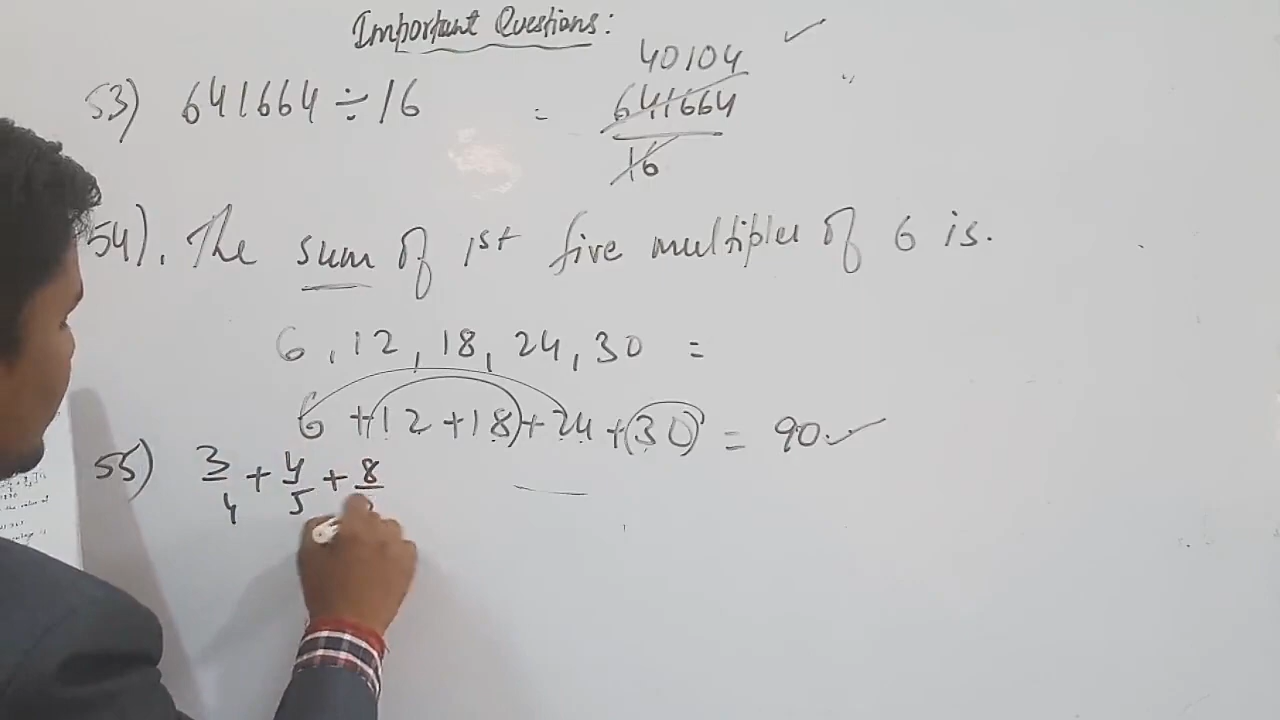 Important Questions:
53) 641664 ÷ 16 = 641664/16 40104 ✓
54). The sum of 1st five multiples of 6 is.
6, 12, 18, 24, 30 =
6 + 12 + 18) + 24 + (30) = 90 ✓
55) 3/4 + 4/5 + 8/